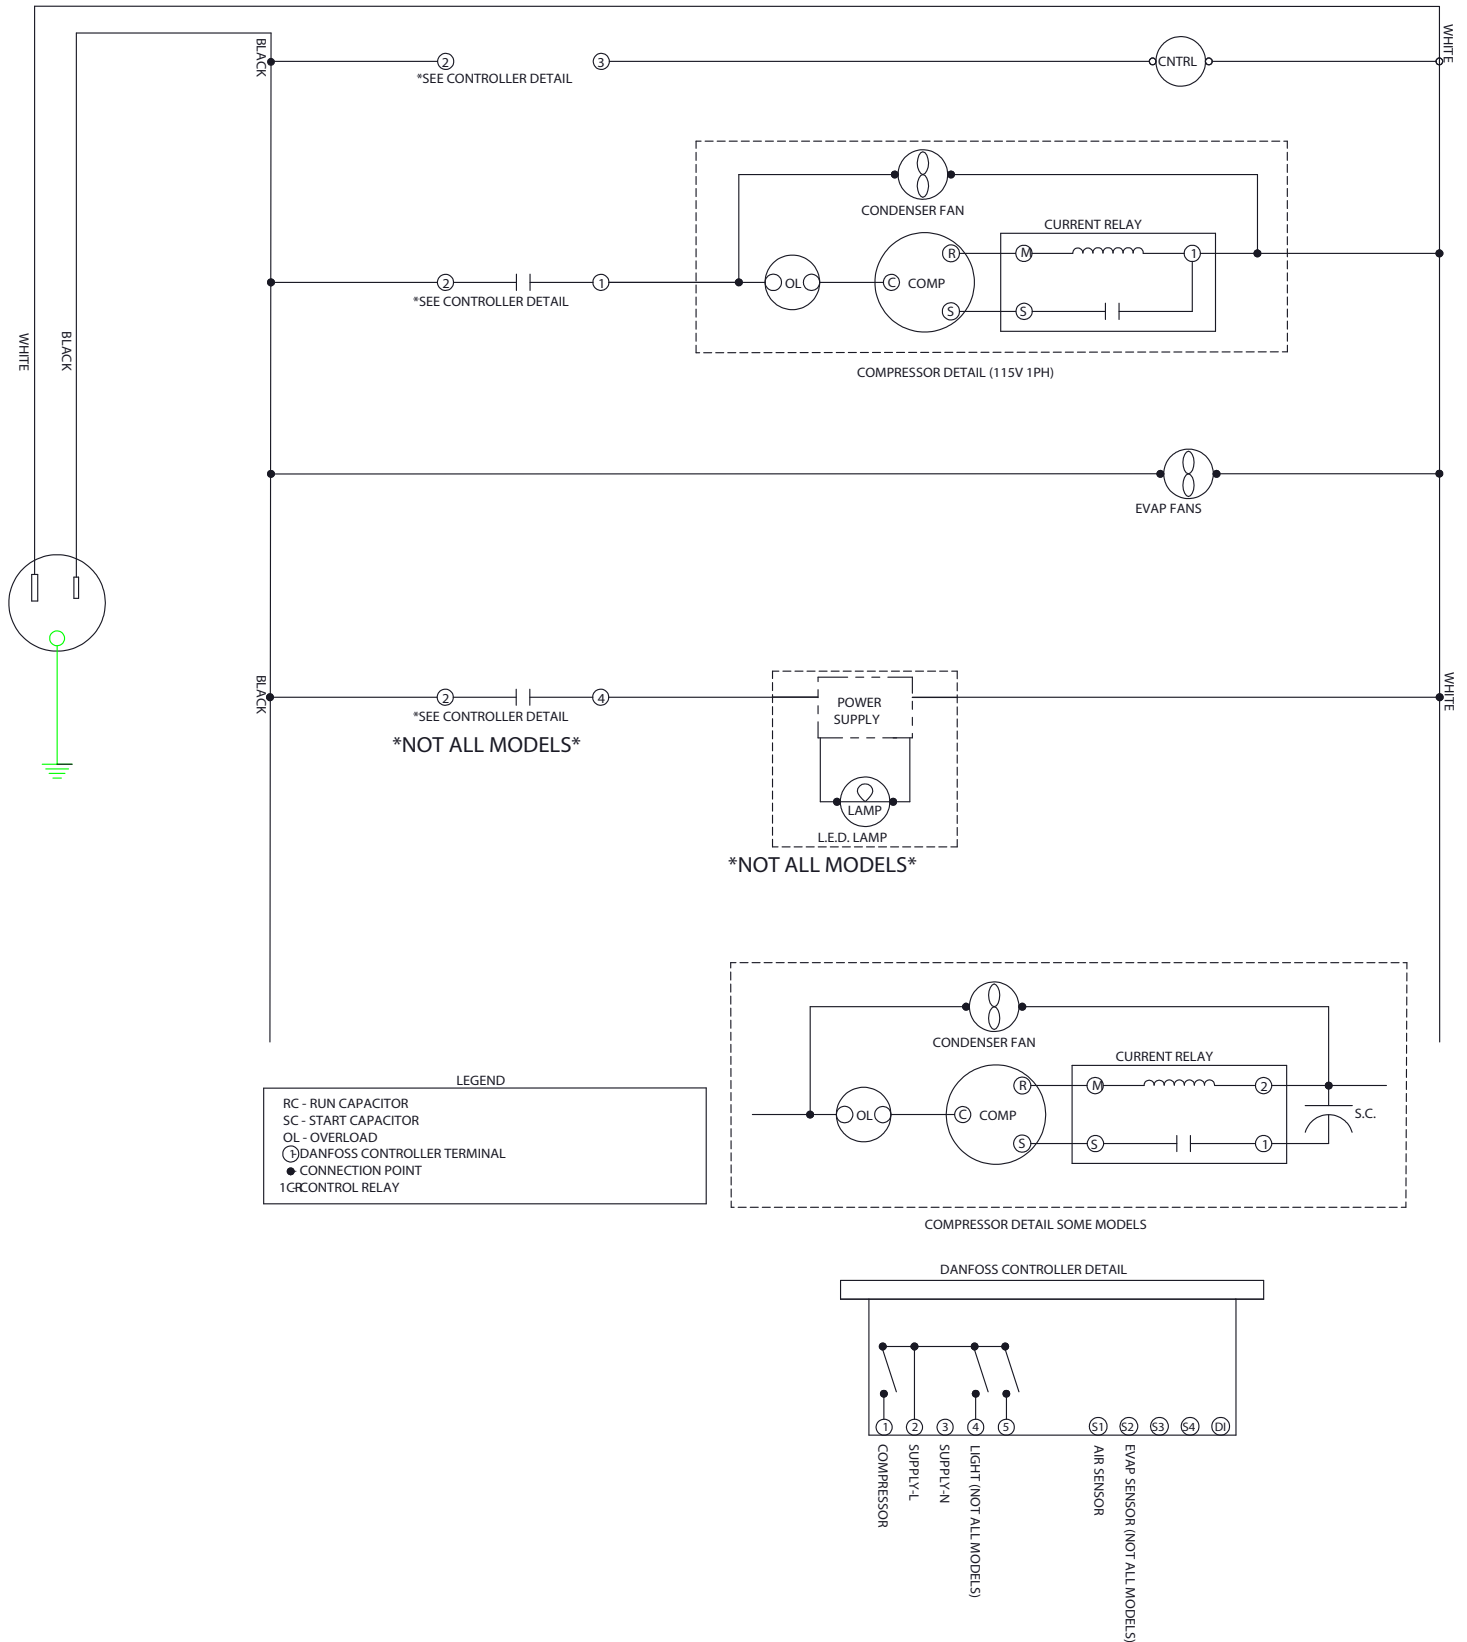 BLACK
WHITE
2
3
CNTRL
*SEE CONTROLLER DETAIL
CONDENSER FAN
CURRENT RELAY
R
M
1
2
1
OL
C
COMP
*SEE CONTROLLER DETAIL
S
S
WHITE
BLACK
COMPRESSOR DETAIL (115V 1PH)
EVAP FANS
BLACK
WHITE
2
4
POWER
SUPPLY
*SEE CONTROLLER DETAIL
*NOT ALL MODELS*
LAMP
L.E.D. LAMP
*NOT ALL MODELS*
CONDENSER FAN
CURRENT RELAY
R
M
2
OL
C
COMP
S.C.
S
S
1
COMPRESSOR DETAIL SOME MODELS
LEGEND
RC - RUN CAPACITOR
SC - START CAPACITOR
OL - OVERLOAD
1 - DANFOSS CONTROLLER TERMINAL
- CONNECTION POINT
1CR - CONTROL RELAY
DANFOSS CONTROLLER DETAIL
1
2
3
4
5
S1
S2
S3
S4
DI
COMPRESSOR
SUPPLY-L
SUPPLY-N
LIGHT (NOT ALL MODELS)
AIR SENSOR
EVAP SENSOR (NOT ALL MODELS)